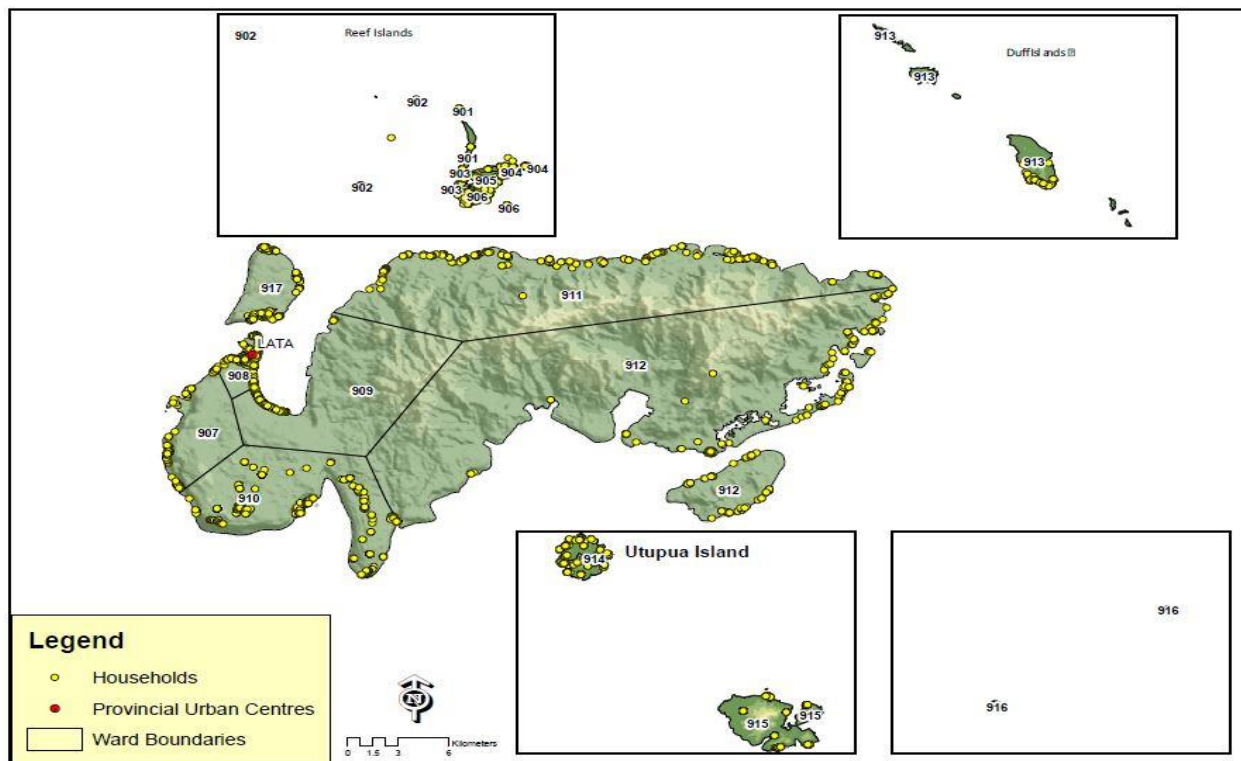 902
Reef Islands
902
901
902
901
903
904
904
905
903
906
906
913
Duff Islands
913
913
917
LATA
908
911
912
909
907
910
912
914
Utupua Island
915
915
916
916
Legend
Households
Provincial Urban Centres
Ward Boundaries
N
Kilometers
0 1.5 3 6